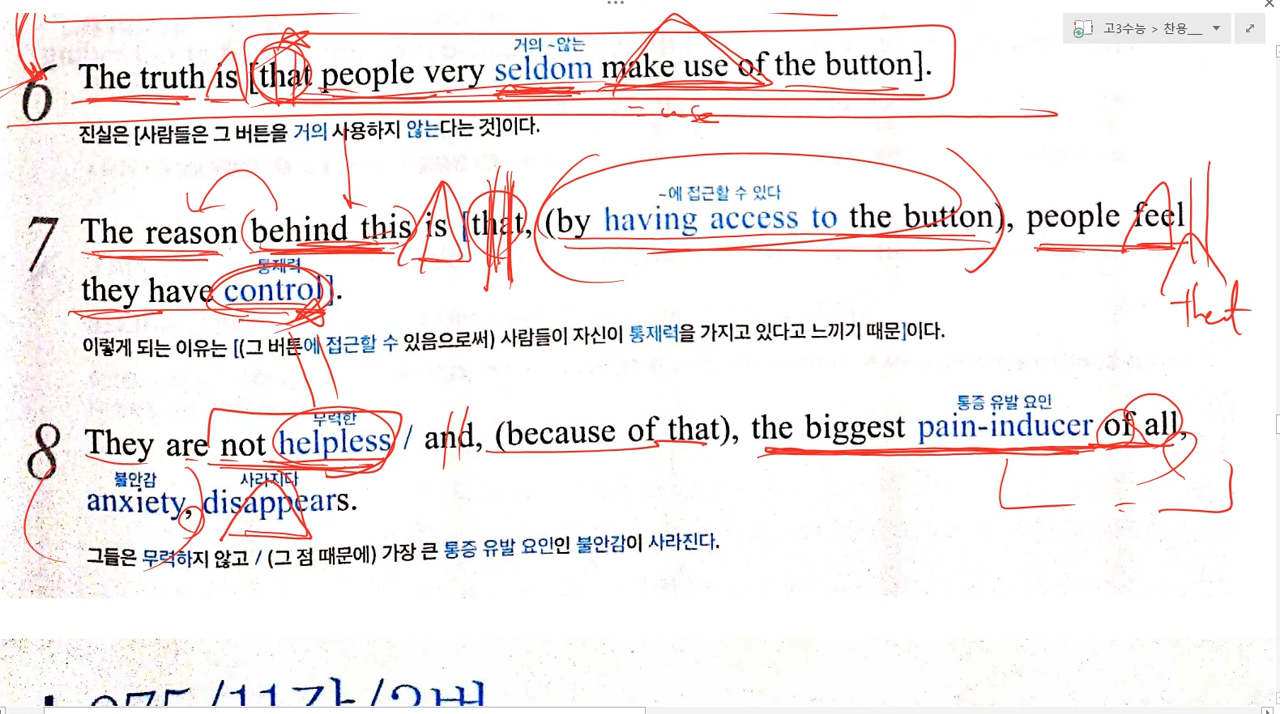 고3수능 > 찬용__
거의 ~않는
6 The truth is [that people very seldom make use of the button].
= use
진실은 [사람들은 그 버튼을 거의 사용하지 않는다는 것]이다.
~에 접근할 수 있다
7 The reason behind this is [that, (by having access to the button), people feel
통제력
they have control].
that
이렇게 되는 이유는 [(그 버튼에 접근할 수 있음으로써) 사람들이 자신이 통제력을 가지고 있다고 느끼기 때문]이다.
무력한 통증 유발 요인
8 They are not helpless / and, (because of that), the biggest pain-inducer of all,
불안감 사라지다
anxiety, disappears.
=
그들은 무력하지 않고 / (그 점 때문에) 가장 큰 통증 유발 요인인 불안감이 사라진다.